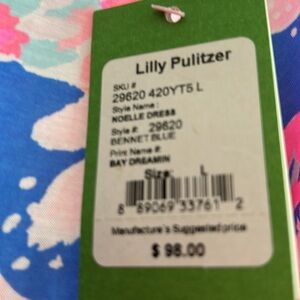 Lilly Pulitzer
SKU #
29620 420YT5 L
Style Name :
NOELLE DRESS
Style #: 29620
BENNET BLUE
Print Name #:
BAY DREAMIN
Size: L
8 89069 33761 2
Manufacture's Suggested price
$ 98.00